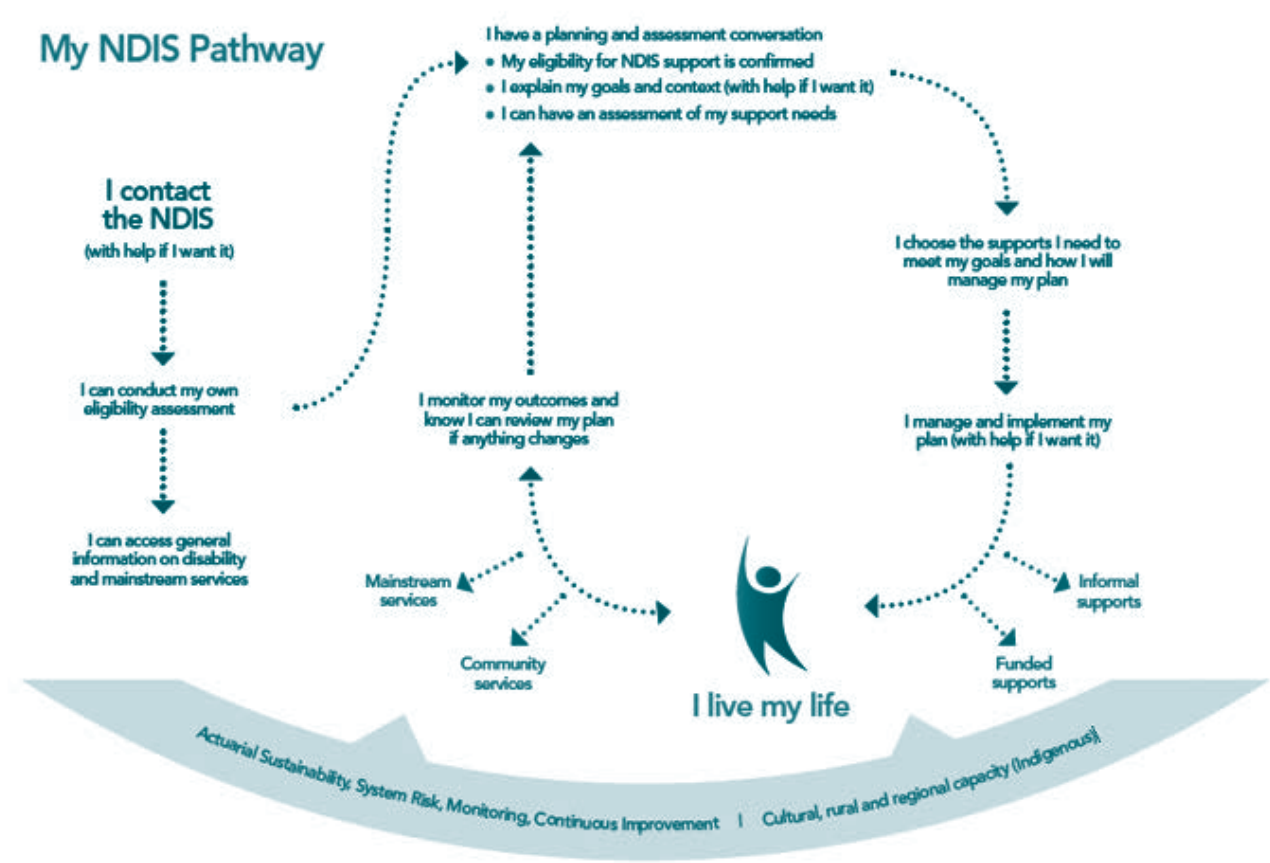 My NDIS Pathway
I have a planning and assessment conversation
• My eligibility for NDIS support is confirmed
• I explain my goals and context (with help if I want it)
• I can have an assessment of my support needs
I contact
the NDIS
(with help if I want it)
I can conduct my own
eligibility assessment
I can access general
information on disability
and mainstream services
I choose the supports I need to
meet my goals and how I will
manage my plan
I manage and implement my
plan (with help if I want it)
I monitor my outcomes and
know I can review my plan
if anything changes
Mainstream
services
Community
services
Informal
supports
Funded
supports
I live my life
Actuarial Sustainability, System Risk, Monitoring, Continuous Improvement | Cultural, rural and regional capacity (Indigenous)|